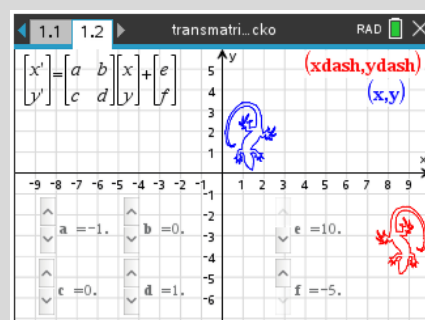 1.1 1.2 transmatri...cko RAD
[x' y']=[a b c d][x y]+[e f]
(xdash,ydash)
(x,y)
y
5
4
3
2
1
x
-9 -8 -7 -6 -5 -4 -3 -2 -1 1 2 3 4 5 6 7 8 9
-1
-2
-3
-4
-5
-6
a =-1. b =0. e =10.
c =0. d =1. f =-5.